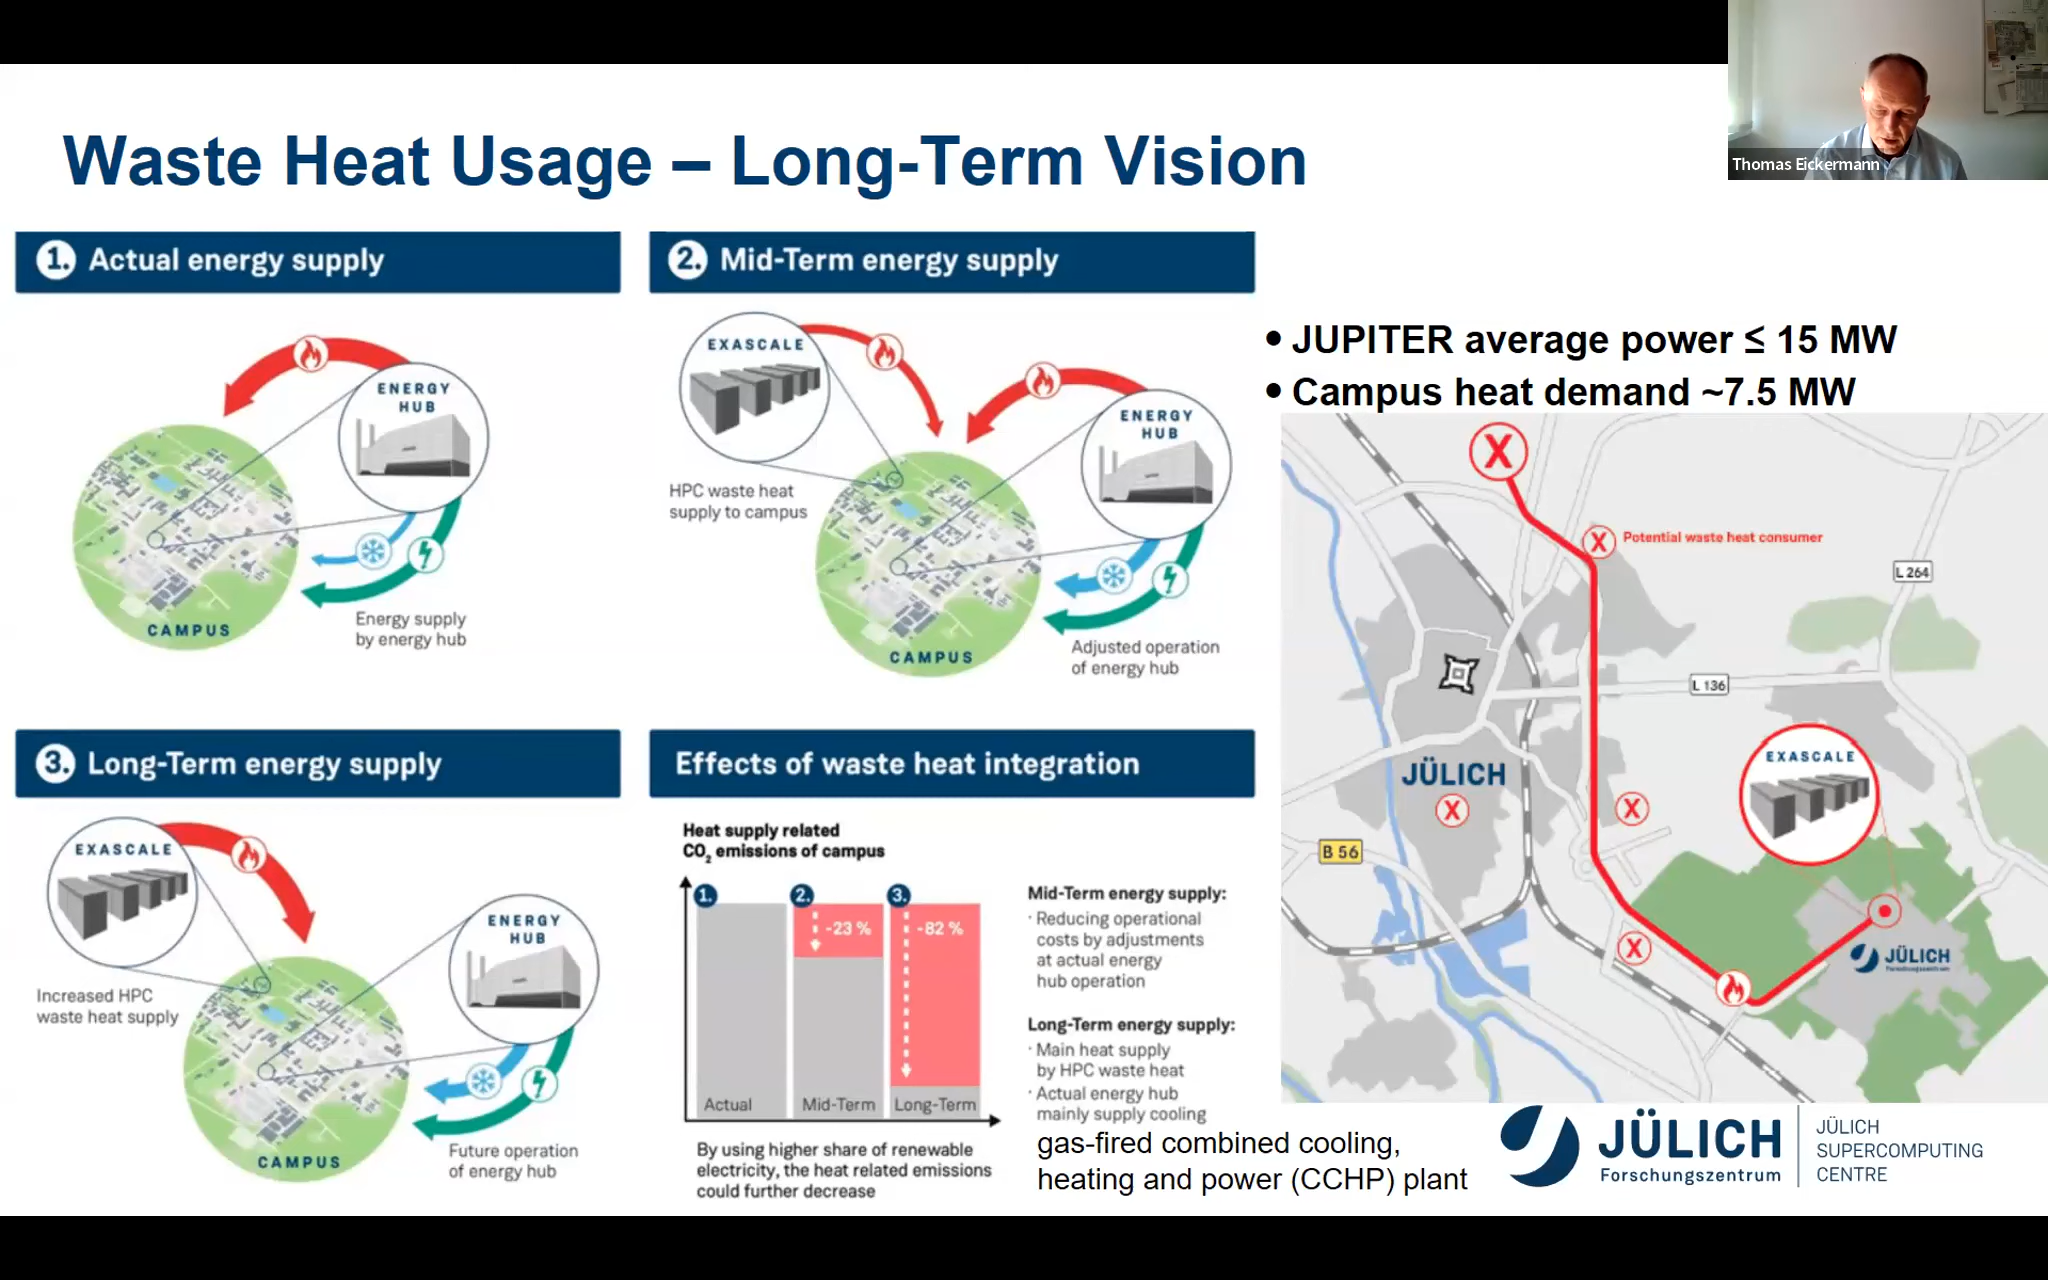 Thomas Eickermann
Waste Heat Usage – Long-Term Vision
1. Actual energy supply
ENERGY
HUB
CAMPUS
Energy supply
by energy hub
2. Mid-Term energy supply
EXASCALE
HPC waste heat
supply to campus
ENERGY
HUB
CAMPUS
Adjusted operation
of energy hub
3. Long-Term energy supply
EXASCALE
Increased HPC
waste heat supply
ENERGY
HUB
CAMPUS
Future operation
of energy hub
Effects of waste heat integration
Heat supply related
CO2 emissions of campus
1.
2.
3.
-23 %
-82 %
Actual
Mid-Term
Long-Term
By using higher share of renewable
electricity, the heat related emissions
could further decrease
Mid-Term energy supply:
· Reducing operational
costs by adjustments
at actual energy
hub operation
Long-Term energy supply:
· Main heat supply
by HPC waste heat
· Actual energy hub
mainly supply cooling
gas-fired combined cooling,
heating and power (CCHP) plant
• JUPITER average power ≤ 15 MW
• Campus heat demand ~7.5 MW
X
X Potential waste heat consumer
L 264
L 136
EXASCALE
JÜLICH
X
X
B 56
X
JÜLICH
Forschungszentrum
JÜLICH
Forschungszentrum
JÜLICH
SUPERCOMPUTING
CENTRE